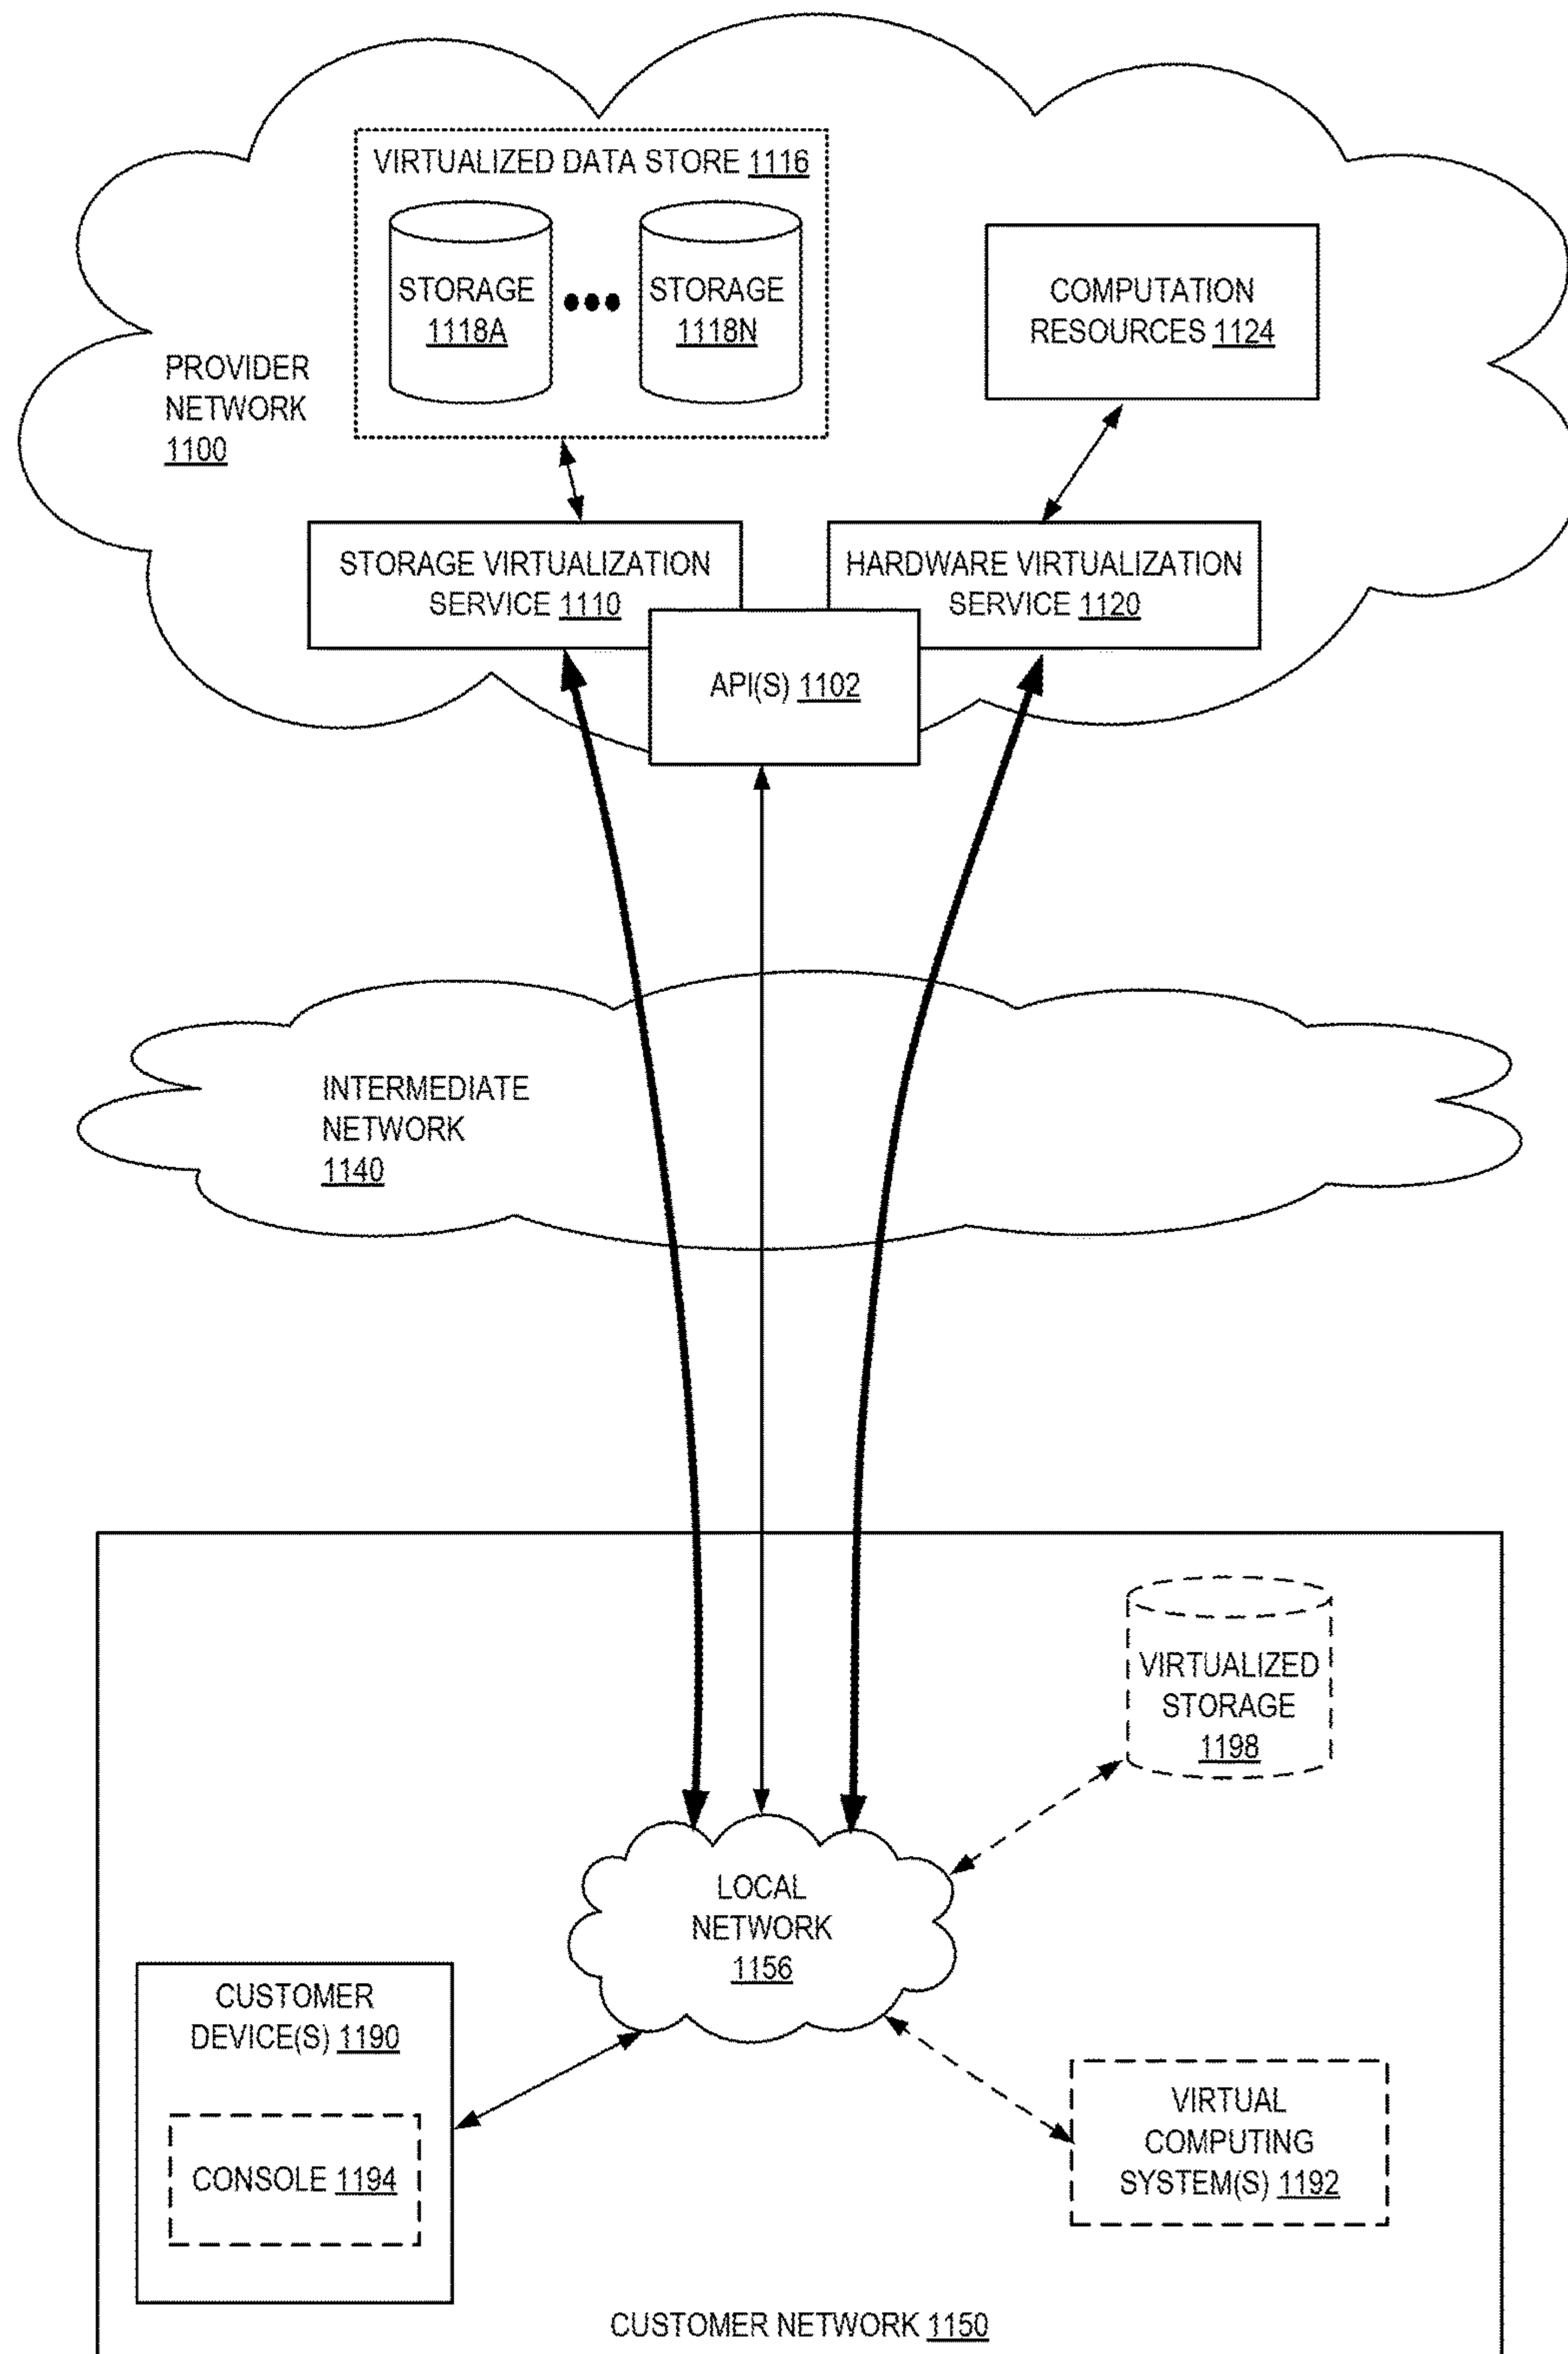 VIRTUALIZED DATA STORE 1116
STORAGE
1118A
STORAGE
1118N
COMPUTATION
RESOURCES 1124
PROVIDER
NETWORK
1100
STORAGE VIRTUALIZATION
SERVICE 1110
HARDWARE VIRTUALIZATION
SERVICE 1120
API(S) 1102
INTERMEDIATE
NETWORK
1140
VIRTUALIZED
STORAGE
1198
LOCAL
NETWORK
1156
CUSTOMER
DEVICE(S) 1190
CONSOLE 1194
VIRTUAL
COMPUTING
SYSTEM(S) 1192
CUSTOMER NETWORK 1150